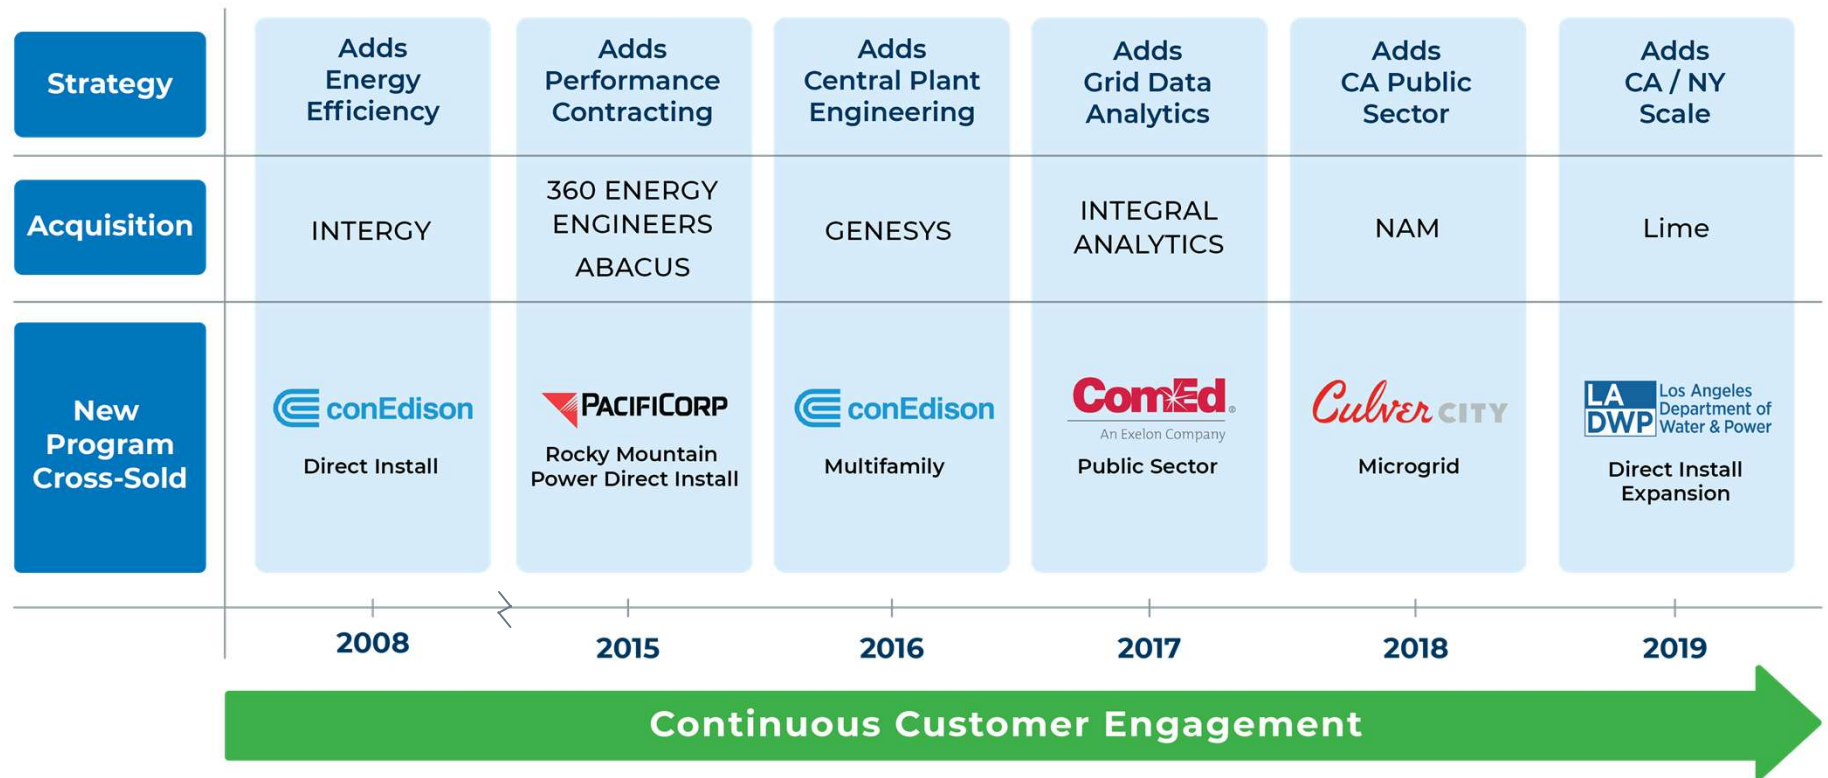 Strategy
Adds
Energy
Efficiency
Adds
Performance
Contracting
Adds
Central Plant
Engineering
Adds
Grid Data
Analytics
Adds
CA Public
Sector
Adds
CA / NY
Scale
Acquisition
INTERGY
360 ENERGY
ENGINEERS
ABACUS
GENESYS
INTEGRAL
ANALYTICS
NAM
Lime
New
Program
Cross-Sold
conEdison
Direct Install
PACIFICORP
Rocky Mountain
Power Direct Install
conEdison
Multifamily
ComEd®
An Exelon Company
Public Sector
Culver CITY
Microgrid
LA
DWP
Los Angeles
Department of
Water & Power
Direct Install
Expansion
2008
2015
2016
2017
2018
2019
Continuous Customer Engagement